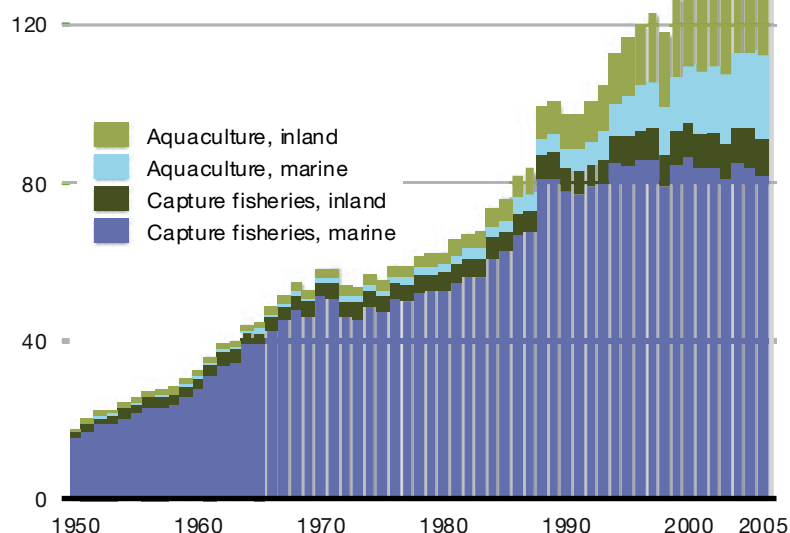 120
Aquaculture, inland
Aquaculture, marine
80
Capture fisheries, inland
Capture fisheries, marine
40
0
1950 1960 1970 1980 1990 2000 2005